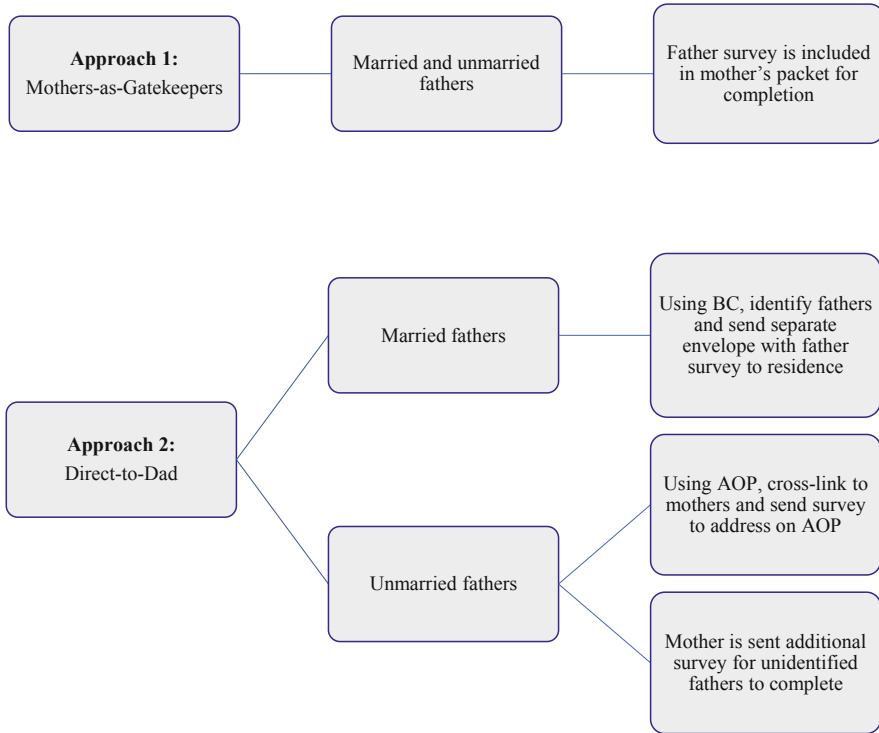 Approach 1:
Mothers-as-Gatekeepers
Married and unmarried
fathers
Father survey is included
in mother's packet for
completion
Approach 2:
Direct-to-Dad
Married fathers
Using BC, identify fathers
and send separate
envelope with father
survey to residence
Unmarried fathers
Using AOP, cross-link to
mothers and send survey
to address on AOP
Mother is sent additional
survey for unidentified
fathers to complete